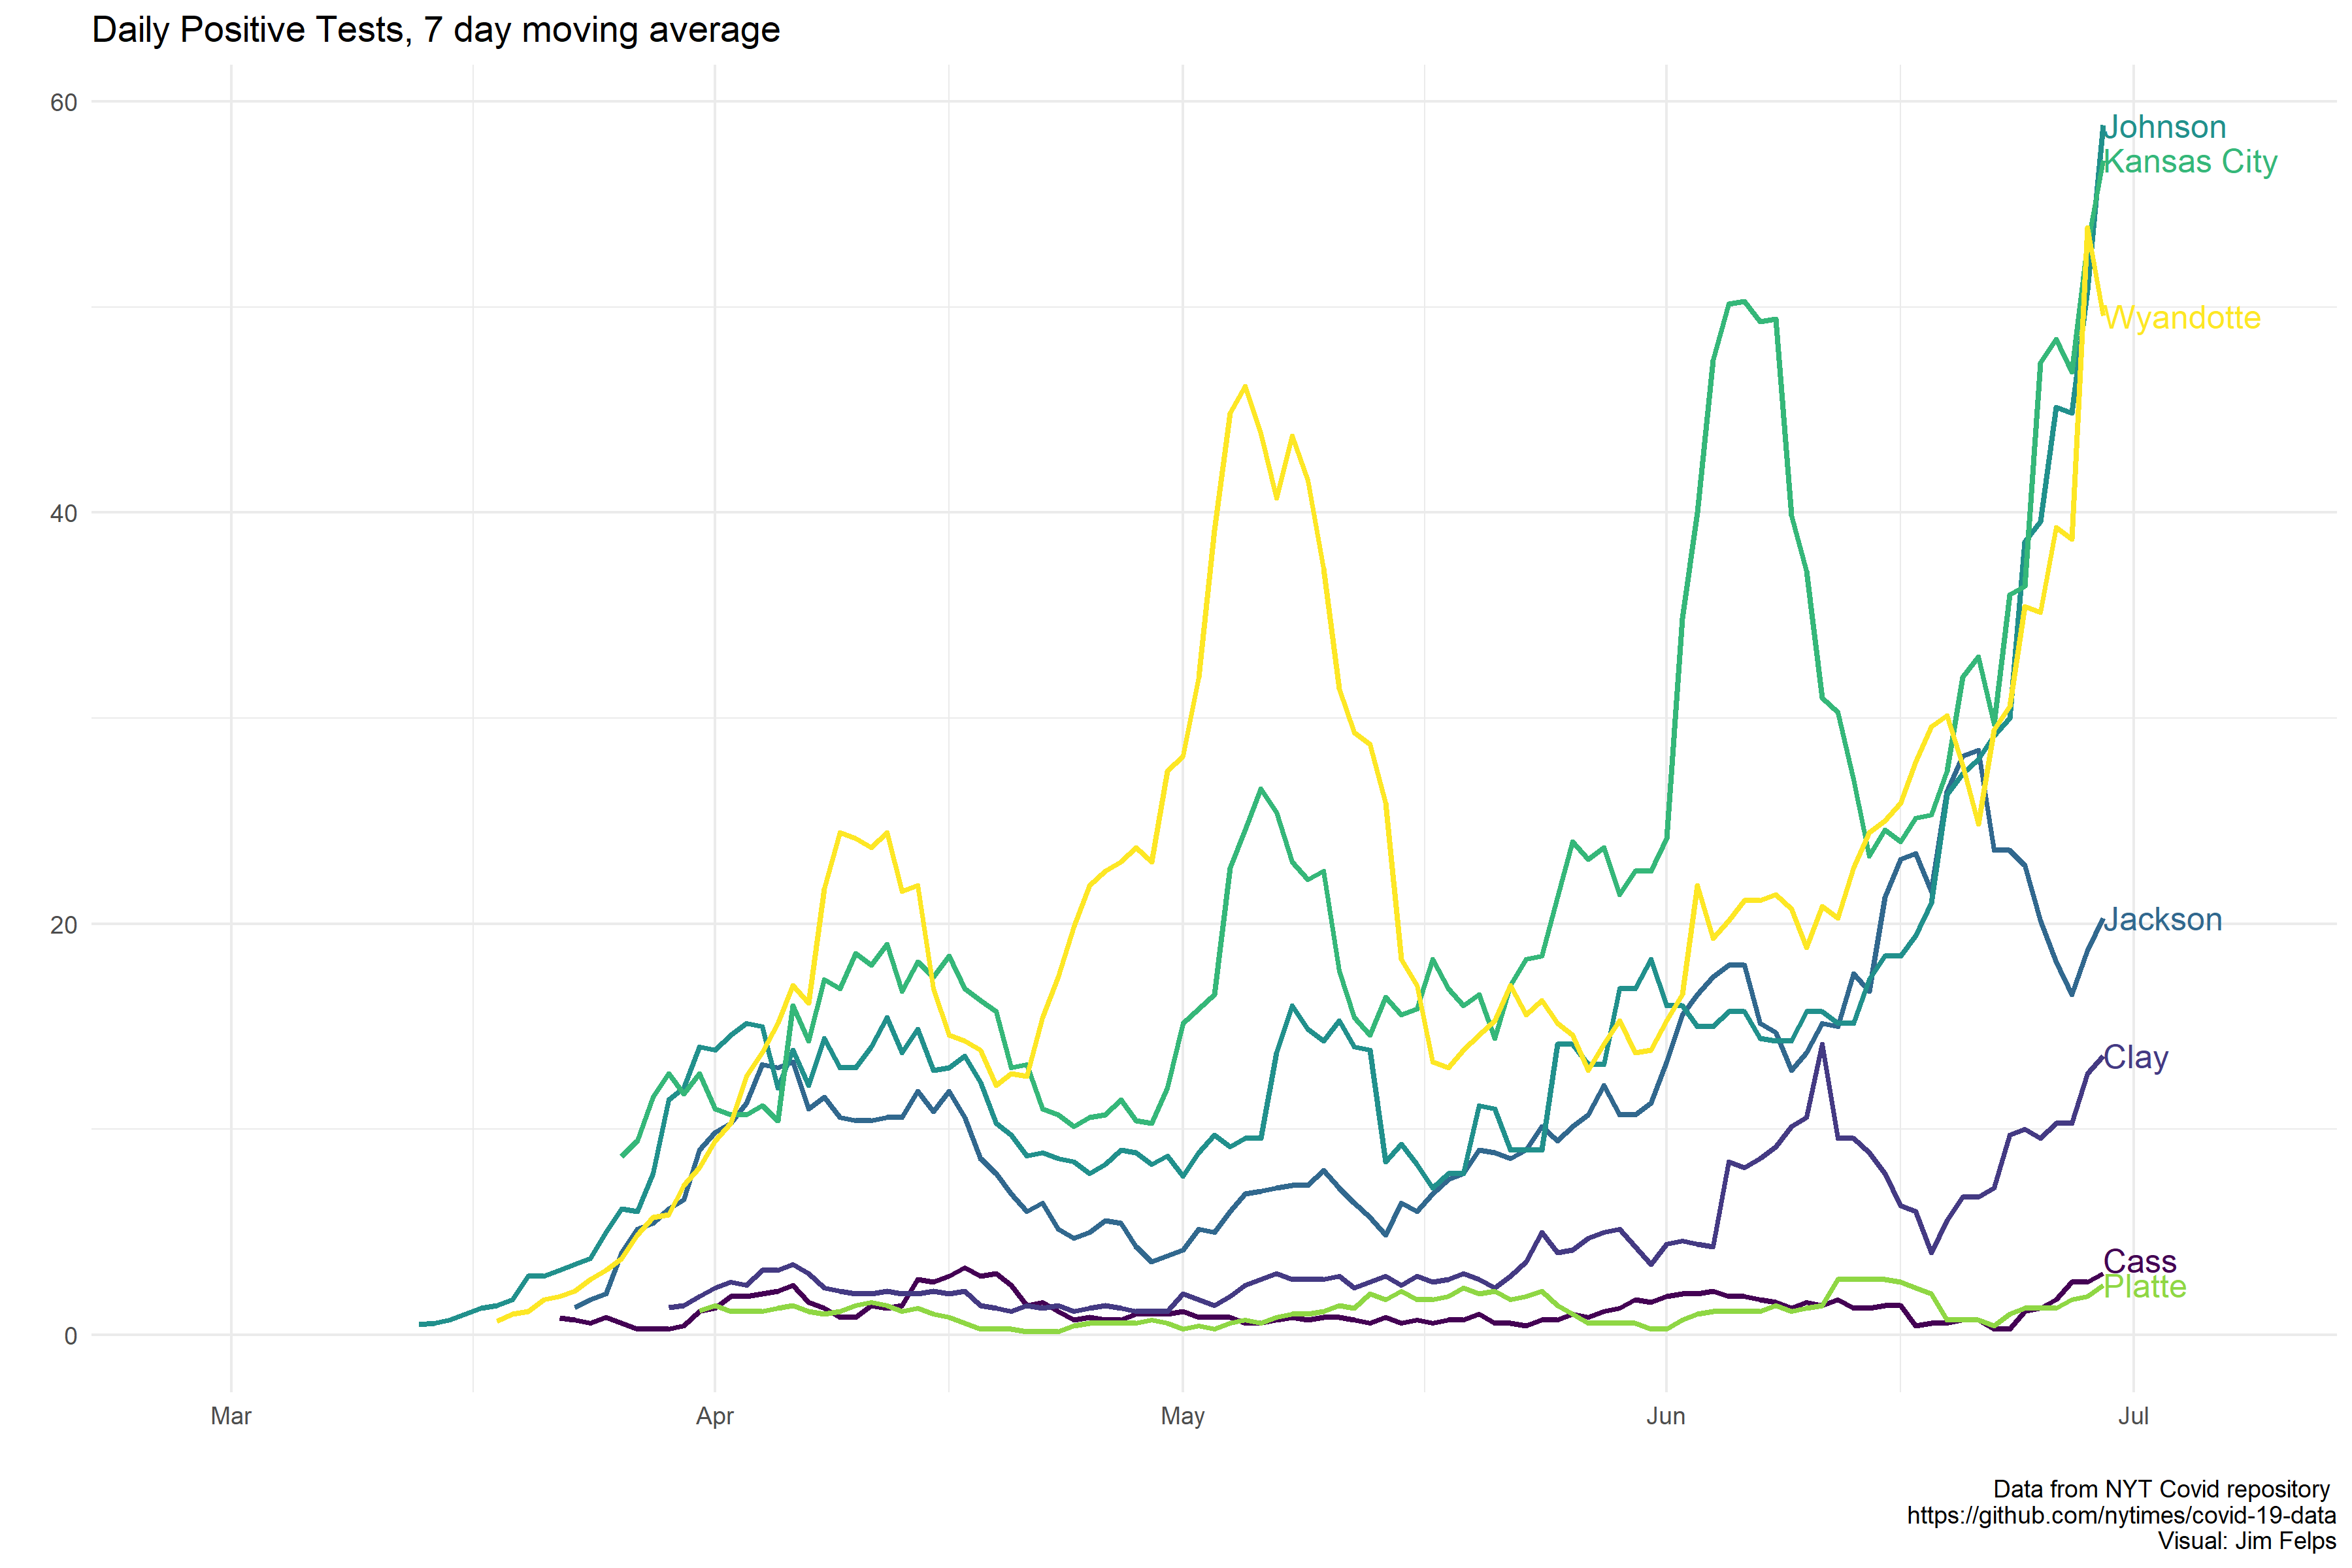 Daily Positive Tests, 7 day moving average
60
40
20
0
Johnson
Kansas City
Wyandotte
Jackson
Clay
Cass
Platte
Mar Apr May Jun Jul
Data from NYT Covid repository
https://github.com/nytimes/covid-19-data
Visual: Jim Felps